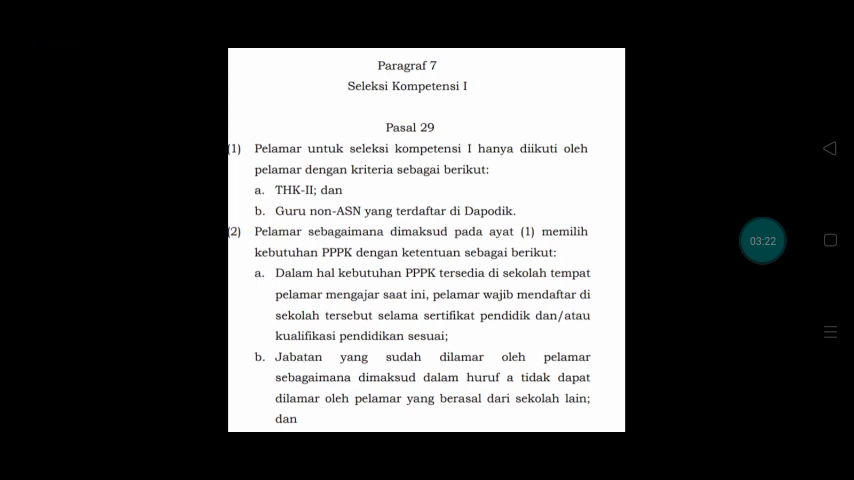 Paragraf 7
Seleksi Kompetensi I
Pasal 29
(1) Pelamar untuk seleksi kompetensi I hanya diikuti oleh
pelamar dengan kriteria sebagai berikut:
a. THK-II; dan
b. Guru non-ASN yang terdaftar di Dapodik.
(2) Pelamar sebagaimana dimaksud pada ayat (1) memilih
kebutuhan PPPK dengan ketentuan sebagai berikut:
a. Dalam hal kebutuhan PPPK tersedia di sekolah tempat
pelamar mengajar saat ini, pelamar wajib mendaftar di
sekolah tersebut selama sertifikat pendidik dan/atau
kualifikasi pendidikan sesuai;
b. Jabatan yang sudah dilamar oleh pelamar
sebagaimana dimaksud dalam huruf a tidak dapat
dilamar oleh pelamar yang berasal dari sekolah lain;
dan
03:22